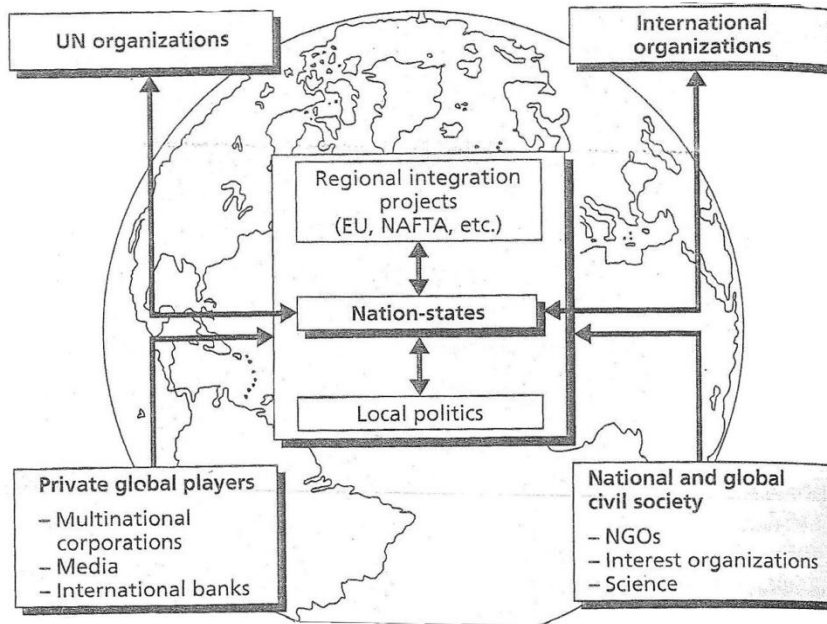 UN organizations
International
organizations
Regional integration
projects
(EU, NAFTA, etc.)
Nation-states
Local politics
Private global players
– Multinational
corporations
– Media
– International banks
National and global
civil society
– NGOs
– Interest organizations
– Science